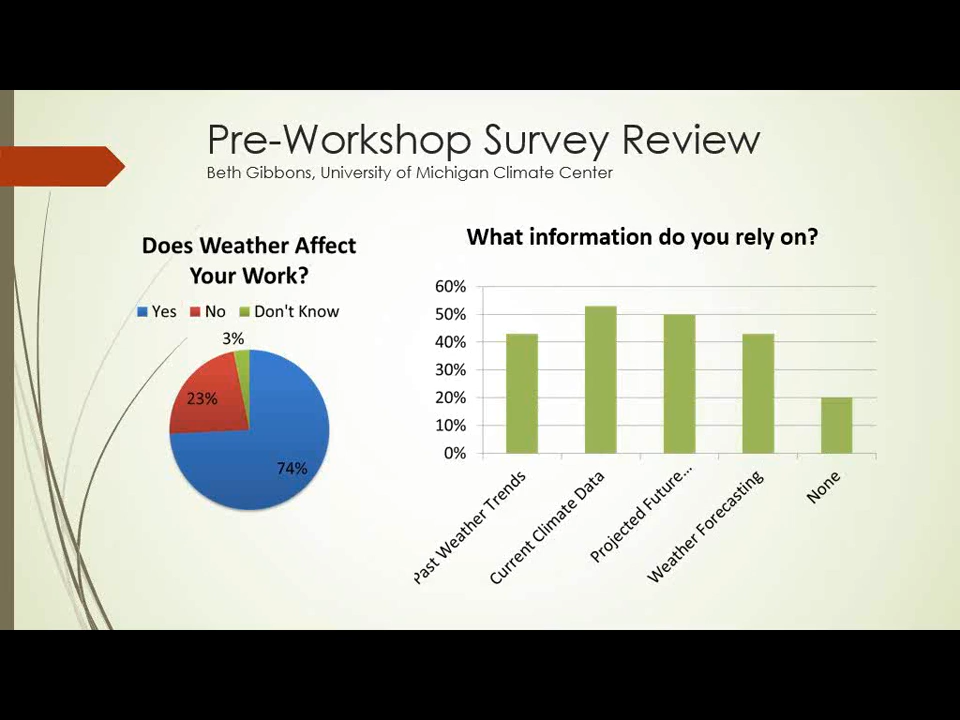 Pre-Workshop Survey Review
Beth Gibbons, University of Michigan Climate Center
Does Weather Affect
Your Work?
Yes No Don't Know
3%
23%
74%
What information do you rely on?
60%
50%
40%
30%
20%
10%
0%
Past Weather Trends
Current Climate Data
Projected Future...
Weather Forecasting
None